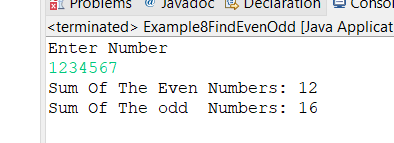 Problems @ Javadoc Declaration Conso
<terminated> Example8FindEvenOdd [Java Applicat
Enter Number
1234567
Sum Of The Even Numbers: 12
Sum Of The odd  Numbers: 16